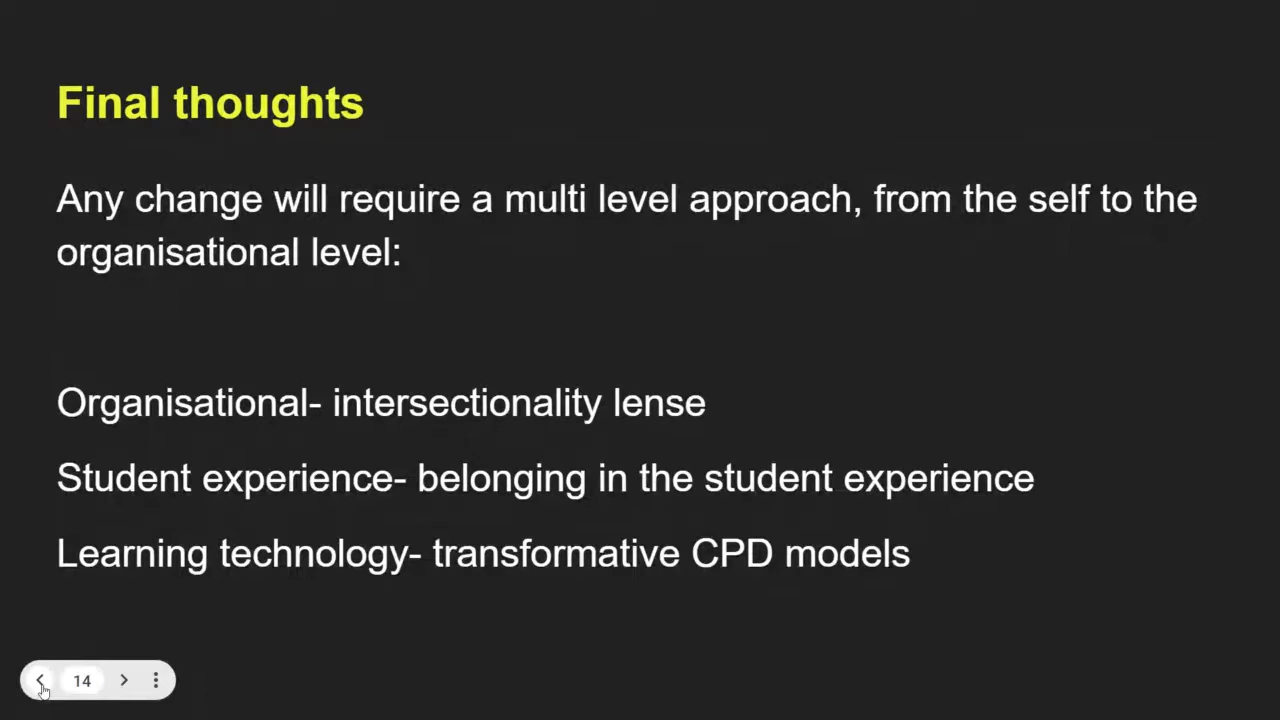 Final thoughts
Any change will require a multi level approach, from the self to the
organisational level:
Organisational- intersectionality lense
Student experience- belonging in the student experience
Learning technology- transformative CPD models
14